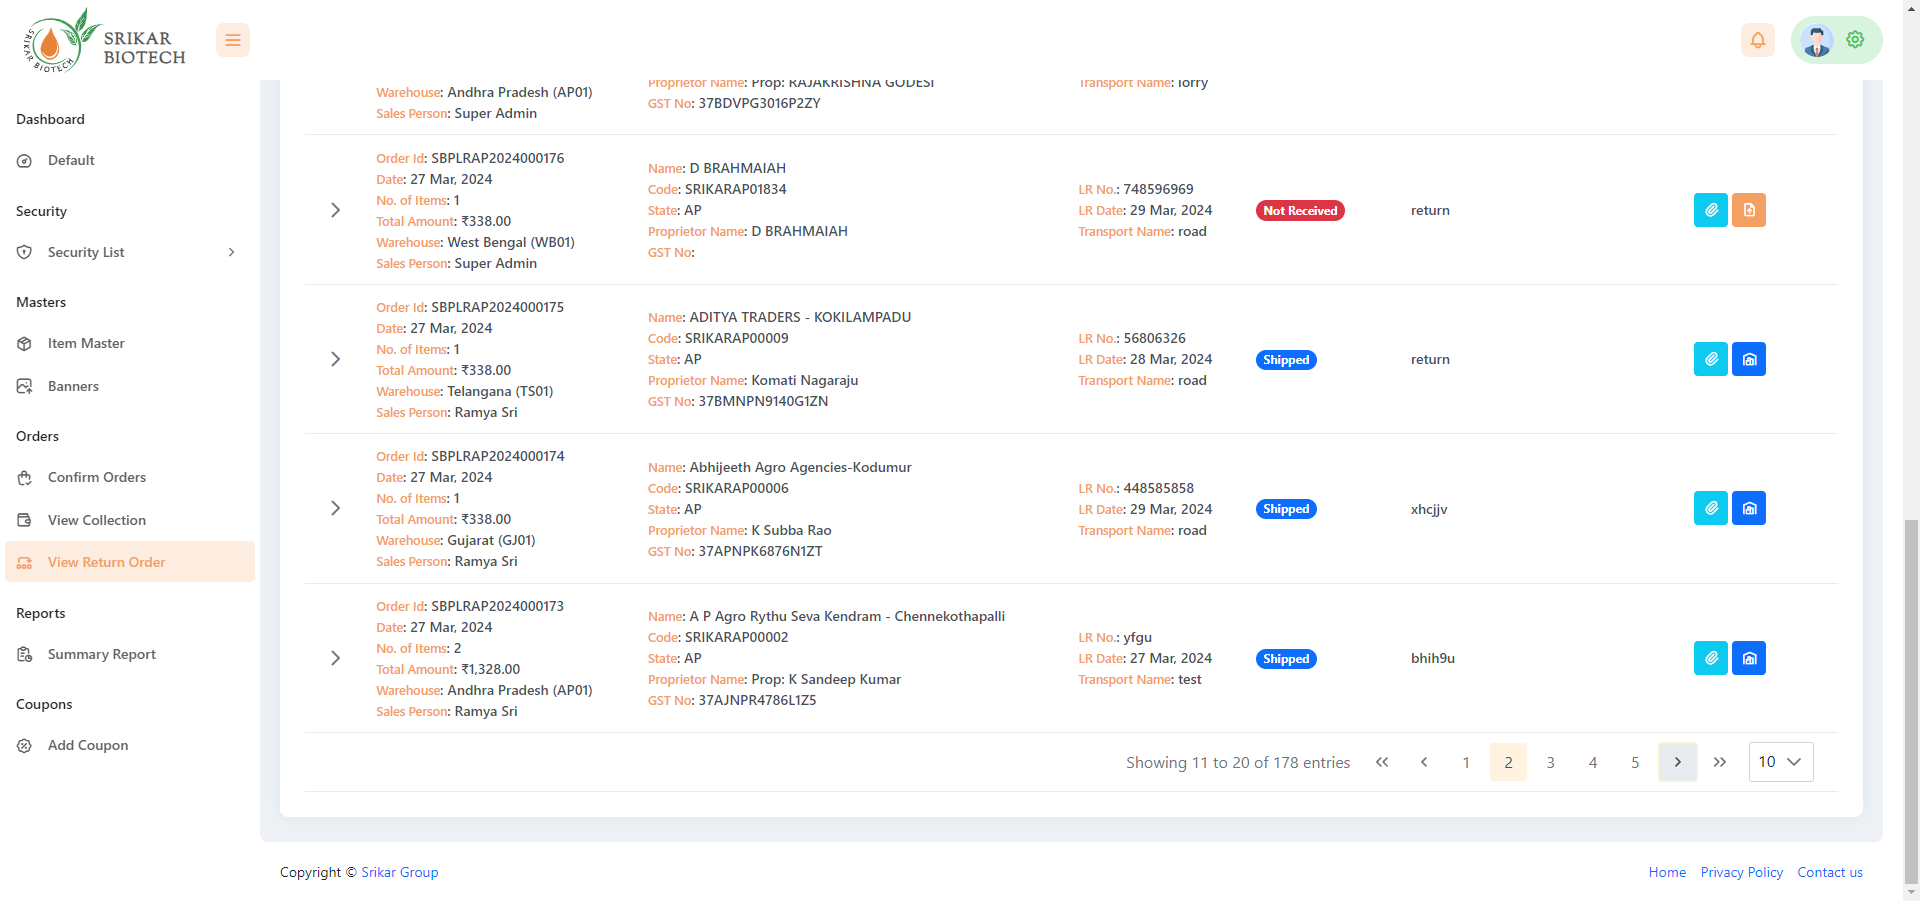 SRIKAR BIOTECH
SRIKAR
BIOTECH
Dashboard
Default
Security
Security List
Masters
Item Master
Banners
Orders
Confirm Orders
View Collection
View Return Order
Reports
Summary Report
Coupons
Add Coupon
Warehouse: Andhra Pradesh (AP01)
Sales Person: Super Admin
Proprietor Name: Prop: RAJAKRISHNA GODESI
GST No: 37BDVPG3016P2ZY
Transport Name: lorry
Order Id: SBPLRAP2024000176
Date: 27 Mar, 2024
No. of Items: 1
Total Amount: ₹338.00
Warehouse: West Bengal (WB01)
Sales Person: Super Admin
Name: D BRAHMAIAH
Code: SRIKARAP01834
State: AP
Proprietor Name: D BRAHMAIAH
GST No:
LR No.: 748596969
LR Date: 29 Mar, 2024
Transport Name: road
Not Received
return
Order Id: SBPLRAP2024000175
Date: 27 Mar, 2024
No. of Items: 1
Total Amount: ₹338.00
Warehouse: Telangana (TS01)
Sales Person: Ramya Sri
Name: ADITYA TRADERS - KOKILAMPADU
Code: SRIKARAP00009
State: AP
Proprietor Name: Komati Nagaraju
GST No: 37BMNPN9140G1ZN
LR No.: 56806326
LR Date: 28 Mar, 2024
Transport Name: road
Shipped
return
Order Id: SBPLRAP2024000174
Date: 27 Mar, 2024
No. of Items: 1
Total Amount: ₹338.00
Warehouse: Gujarat (GJ01)
Sales Person: Ramya Sri
Name: Abhijeeth Agro Agencies-Kodumur
Code: SRIKARAP00006
State: AP
Proprietor Name: K Subba Rao
GST No: 37APNPK6876N1ZT
LR No.: 448585858
LR Date: 29 Mar, 2024
Transport Name: road
Shipped
xhcjjv
Order Id: SBPLRAP2024000173
Date: 27 Mar, 2024
No. of Items: 2
Total Amount: ₹1,328.00
Warehouse: Andhra Pradesh (AP01)
Sales Person: Ramya Sri
Name: A P Agro Rythu Seva Kendram - Chennekothapalli
Code: SRIKARAP00002
State: AP
Proprietor Name: Prop: K Sandeep Kumar
GST No: 37AJNPR4786L1Z5
LR No.: yfgu
LR Date: 27 Mar, 2024
Transport Name: test
Shipped
bhih9u
Showing 11 to 20 of 178 entries 1 2 3 4 5 10
Copyright © Srikar Group
Home Privacy Policy Contact us